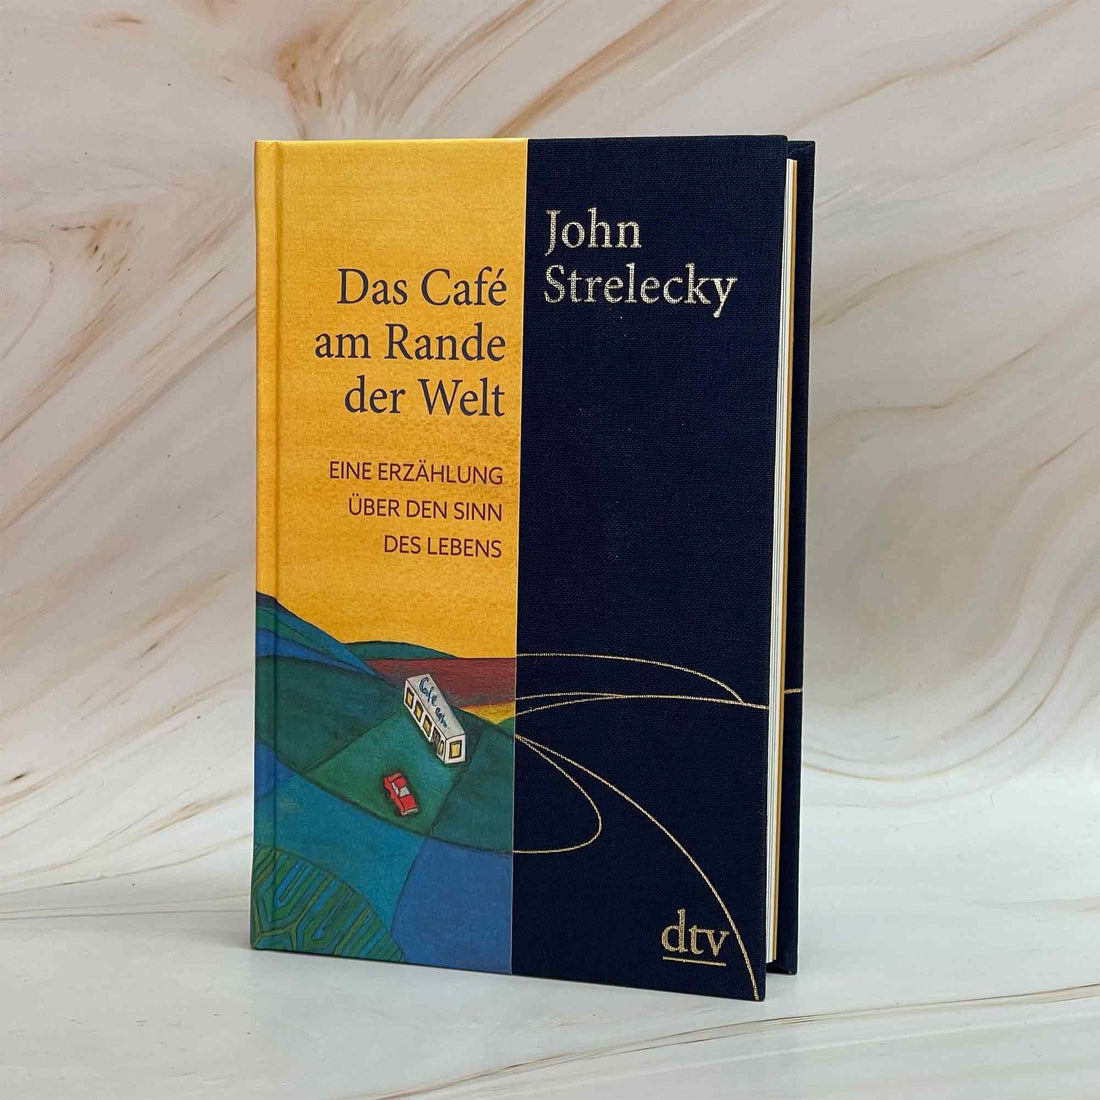 Das Café
am Rande
der Welt
EINE ERZÄHLUNG
ÜBER DEN SINN
DES LEBENS
John
Strelecky
dtv